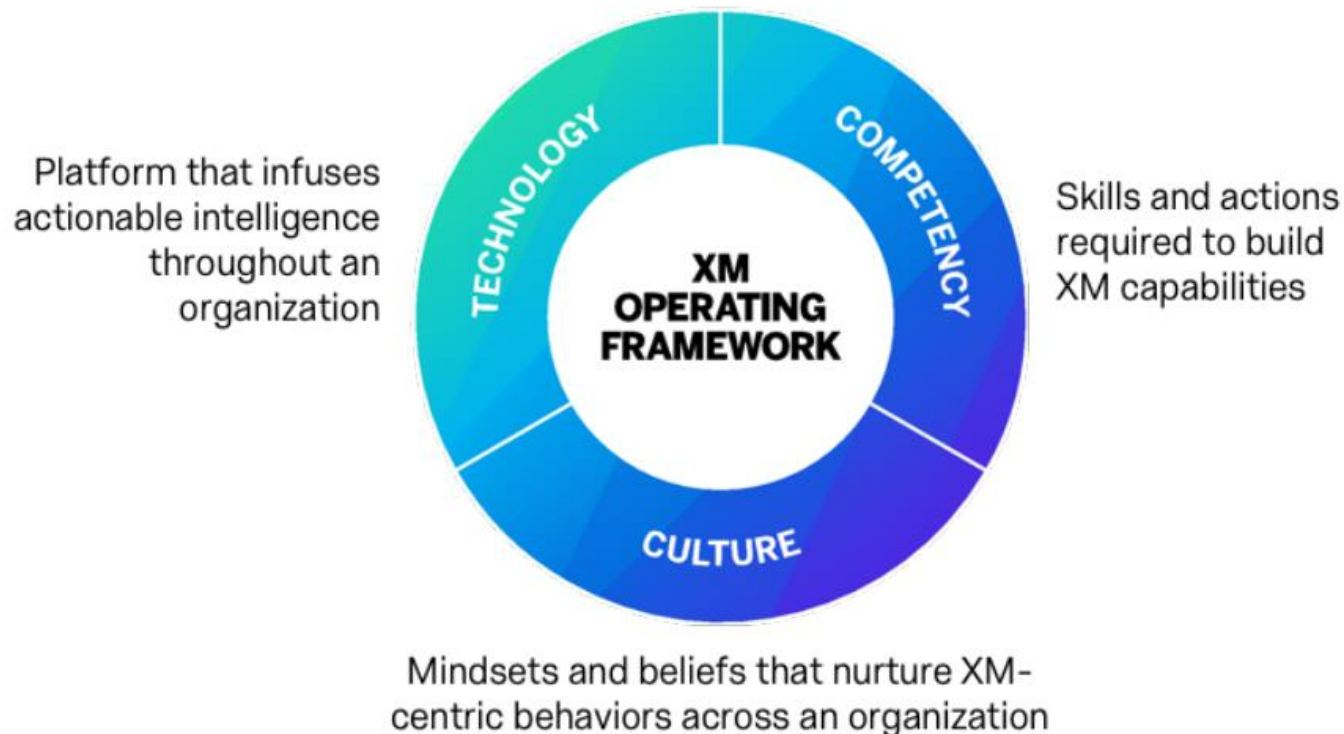 TECHNOLOGY
COMPETENCY
Platform that infuses
actionable intelligence
throughout an
organization
XM
OPERATING
FRAMEWORK
Skills and actions
required to build
XM capabilities
CULTURE
Mindsets and beliefs that nurture XM-
centric behaviors across an organization